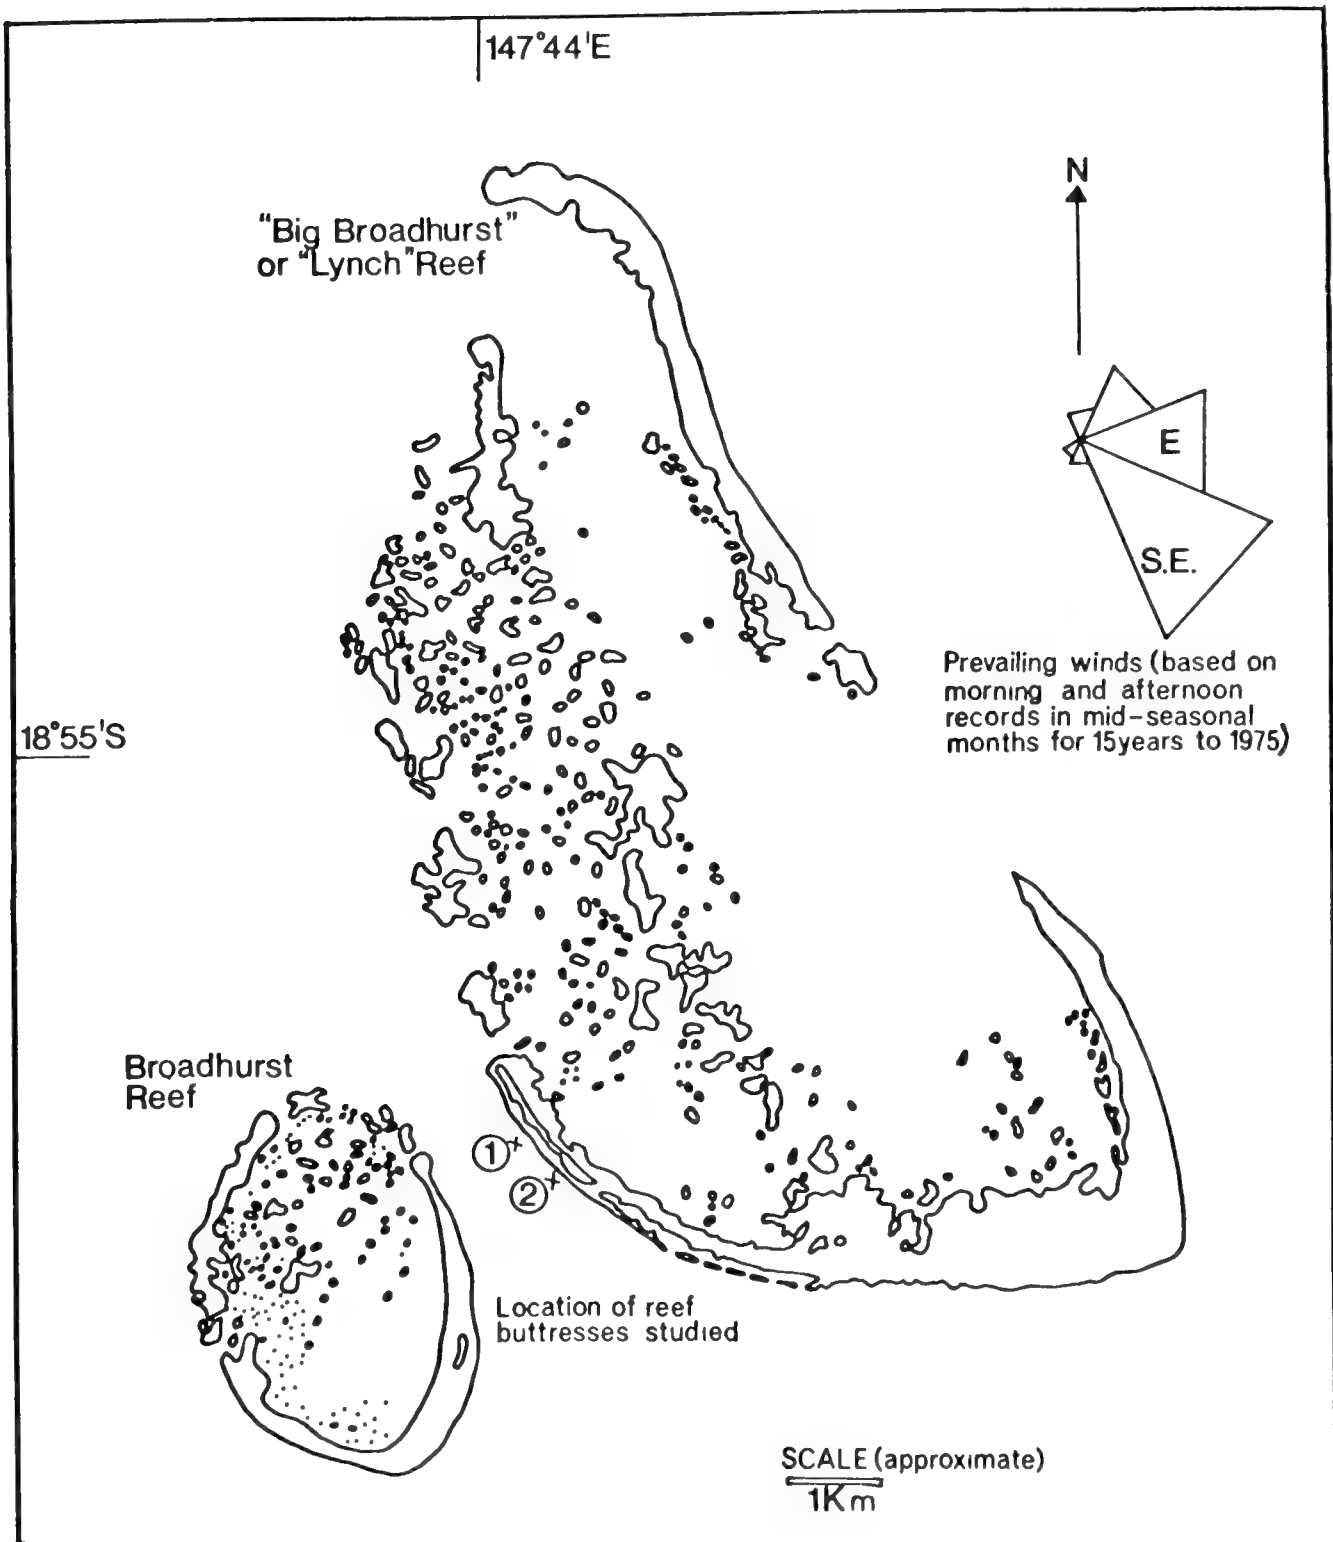 147°44'E
N
"Big Broadhurst"
or "Lynch" Reef
E
S.E.
Prevailing winds (based on
morning and afternoon
records in mid-seasonal
months for 15years to 1975)
18°55'S
Broadhurst
Reef
1
2
Location of reef
buttresses studied
SCALE (approximate)
1Km